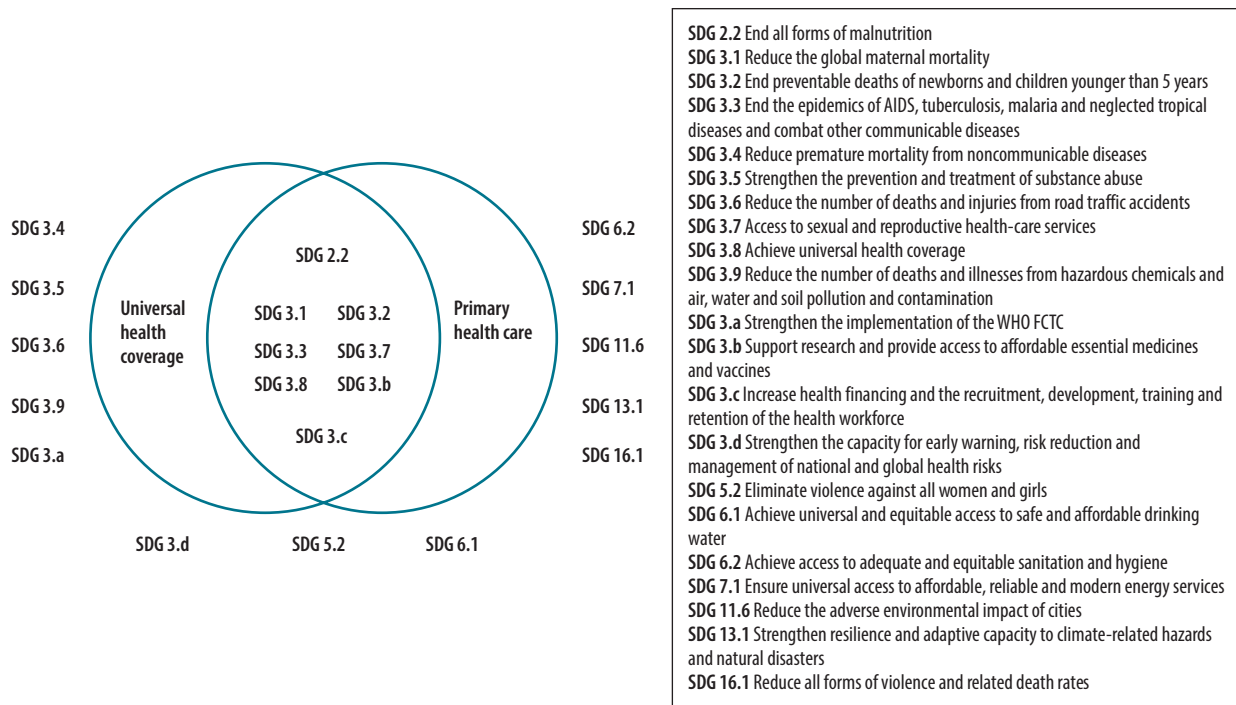 SDG 3.4
SDG 3.5
SDG 3.6
SDG 3.9
SDG 3.a
Universal
health
coverage
SDG 2.2
SDG 3.1 SDG 3.2
SDG 3.3 SDG 3.7
SDG 3.8 SDG 3.b
SDG 3.c
Primary
health care
SDG 6.2
SDG 7.1
SDG 11.6
SDG 13.1
SDG 16.1
SDG 3.d SDG 5.2 SDG 6.1
SDG 2.2 End all forms of malnutrition
SDG 3.1 Reduce the global maternal mortality
SDG 3.2 End preventable deaths of newborns and children younger than 5 years
SDG 3.3 End the epidemics of AIDS, tuberculosis, malaria and neglected tropical
diseases and combat other communicable diseases
SDG 3.4 Reduce premature mortality from noncommunicable diseases
SDG 3.5 Strengthen the prevention and treatment of substance abuse
SDG 3.6 Reduce the number of deaths and injuries from road traffic accidents
SDG 3.7 Access to sexual and reproductive health-care services
SDG 3.8 Achieve universal health coverage
SDG 3.9 Reduce the number of deaths and illnesses from hazardous chemicals and
air, water and soil pollution and contamination
SDG 3.a Strengthen the implementation of the WHO FCTC
SDG 3.b Support research and provide access to affordable essential medicines
and vaccines
SDG 3.c Increase health financing and the recruitment, development, training and
retention of the health workforce
SDG 3.d Strengthen the capacity for early warning, risk reduction and
management of national and global health risks
SDG 5.2 Eliminate violence against all women and girls
SDG 6.1 Achieve universal and equitable access to safe and affordable drinking
water
SDG 6.2 Achieve access to adequate and equitable sanitation and hygiene
SDG 7.1 Ensure universal access to affordable, reliable and modern energy services
SDG 11.6 Reduce the adverse environmental impact of cities
SDG 13.1 Strengthen resilience and adaptive capacity to climate-related hazards
and natural disasters
SDG 16.1 Reduce all forms of violence and related death rates